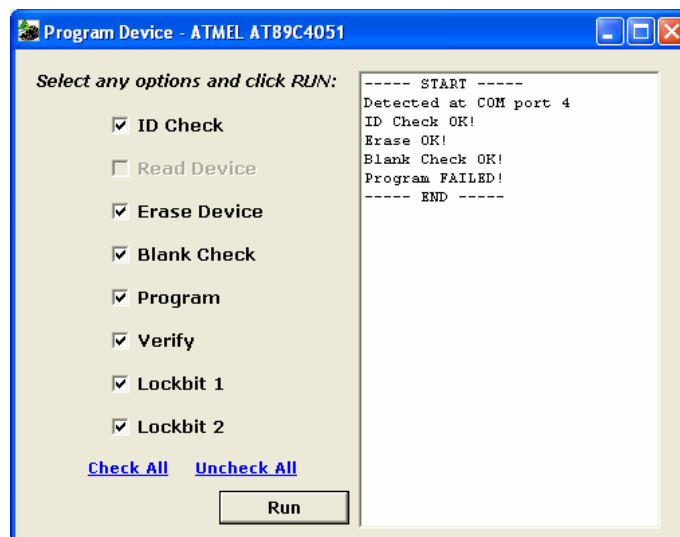 Program Device - ATMEL AT89C4051
Select any options and click RUN:
ID Check
Read Device
Erase Device
Blank Check
Program
Verify
Lockbit 1
Lockbit 2
Check All Uncheck All
Run
----- START -----
Detected at COM port 4
ID Check OK!
Erase OK!
Blank Check OK!
Program FAILED!
----- END -----